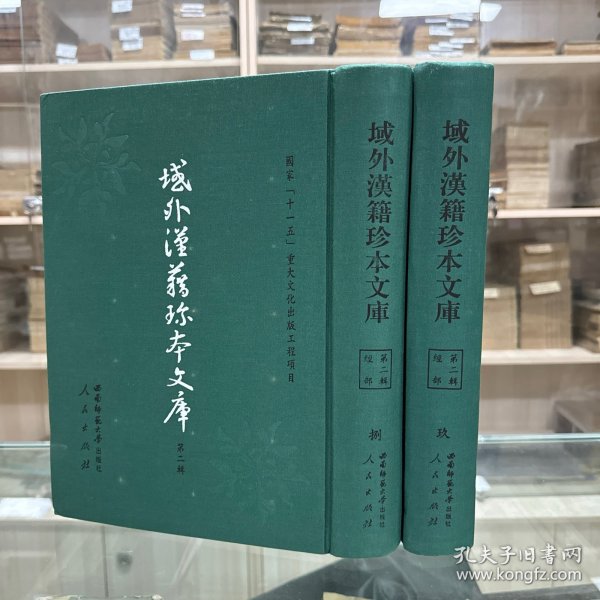 國家「十一五」重大文化出版工程項目
域外漢籍珍本文庫
第二輯
西南師範大學出版社
人民出版社
域外漢籍珍本文庫
第二輯
經部
捌
西南師範大學出版社
人民出版社
域外漢籍珍本文庫
第二輯
經部
玖
西南師範大學出版社
人民出版社
孔夫子旧书网
www.kongfz.com